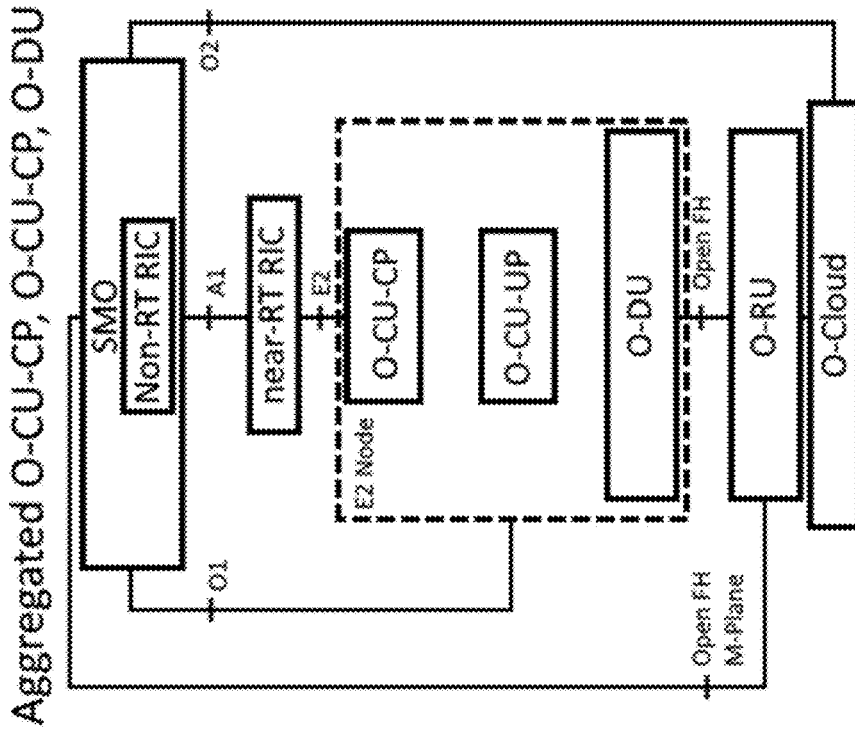 Aggregated O-CU-CP, O-CU-CP, O-DU
SMO
Non-RT RIC
O1
A1
O2
near-RT RIC
E2
E2 Node
O-CU-CP
O-CU-UP
O-DU
Open FH
M-Plane
Open FH
O-RU
O-Cloud